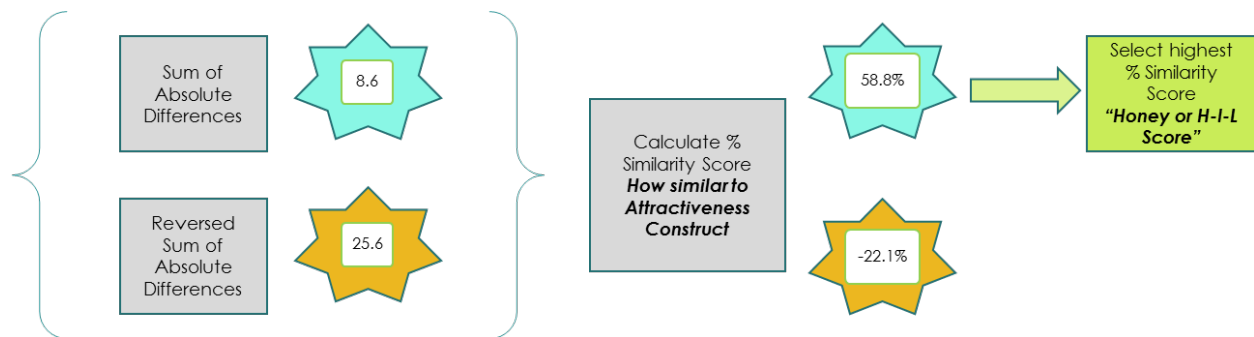 Sum of
Absolute
Differences
8.6
Reversed
Sum of
Absolute
Differences
25.6
Calculate %
Similarity Score
How similar to
Attractiveness
Construct
58.8%
-22.1%
Select highest
% Similarity
Score
“Honey or H-I-L
Score”